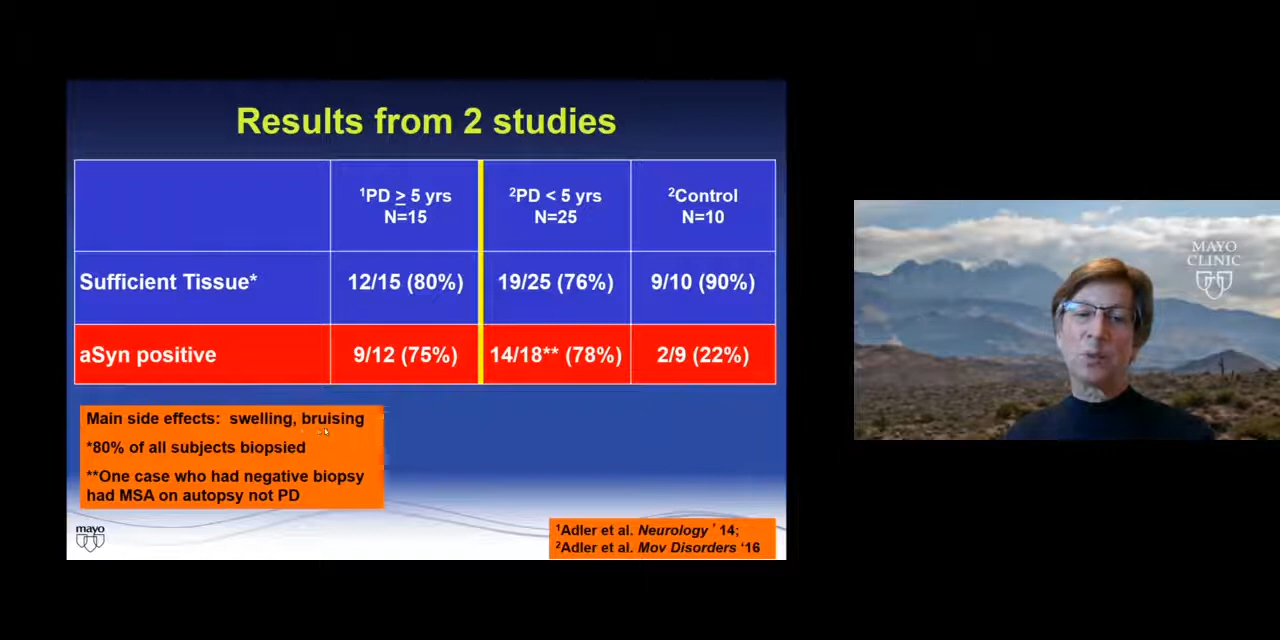 Results from 2 studies
¹PD ≥ 5 yrs
N=15
²PD < 5 yrs
N=25
²Control
N=10
Sufficient Tissue* 12/15 (80%) 19/25 (76%) 9/10 (90%)
aSyn positive 9/12 (75%) 14/18** (78%) 2/9 (22%)
Main side effects: swelling, bruising
*80% of all subjects biopsied
**One case who had negative biopsy
had MSA on autopsy not PD
mayo
¹Adler et al. Neurology ʼ 14;
²Adler et al. Mov Disorders ‘16
MAYO
CLINIC